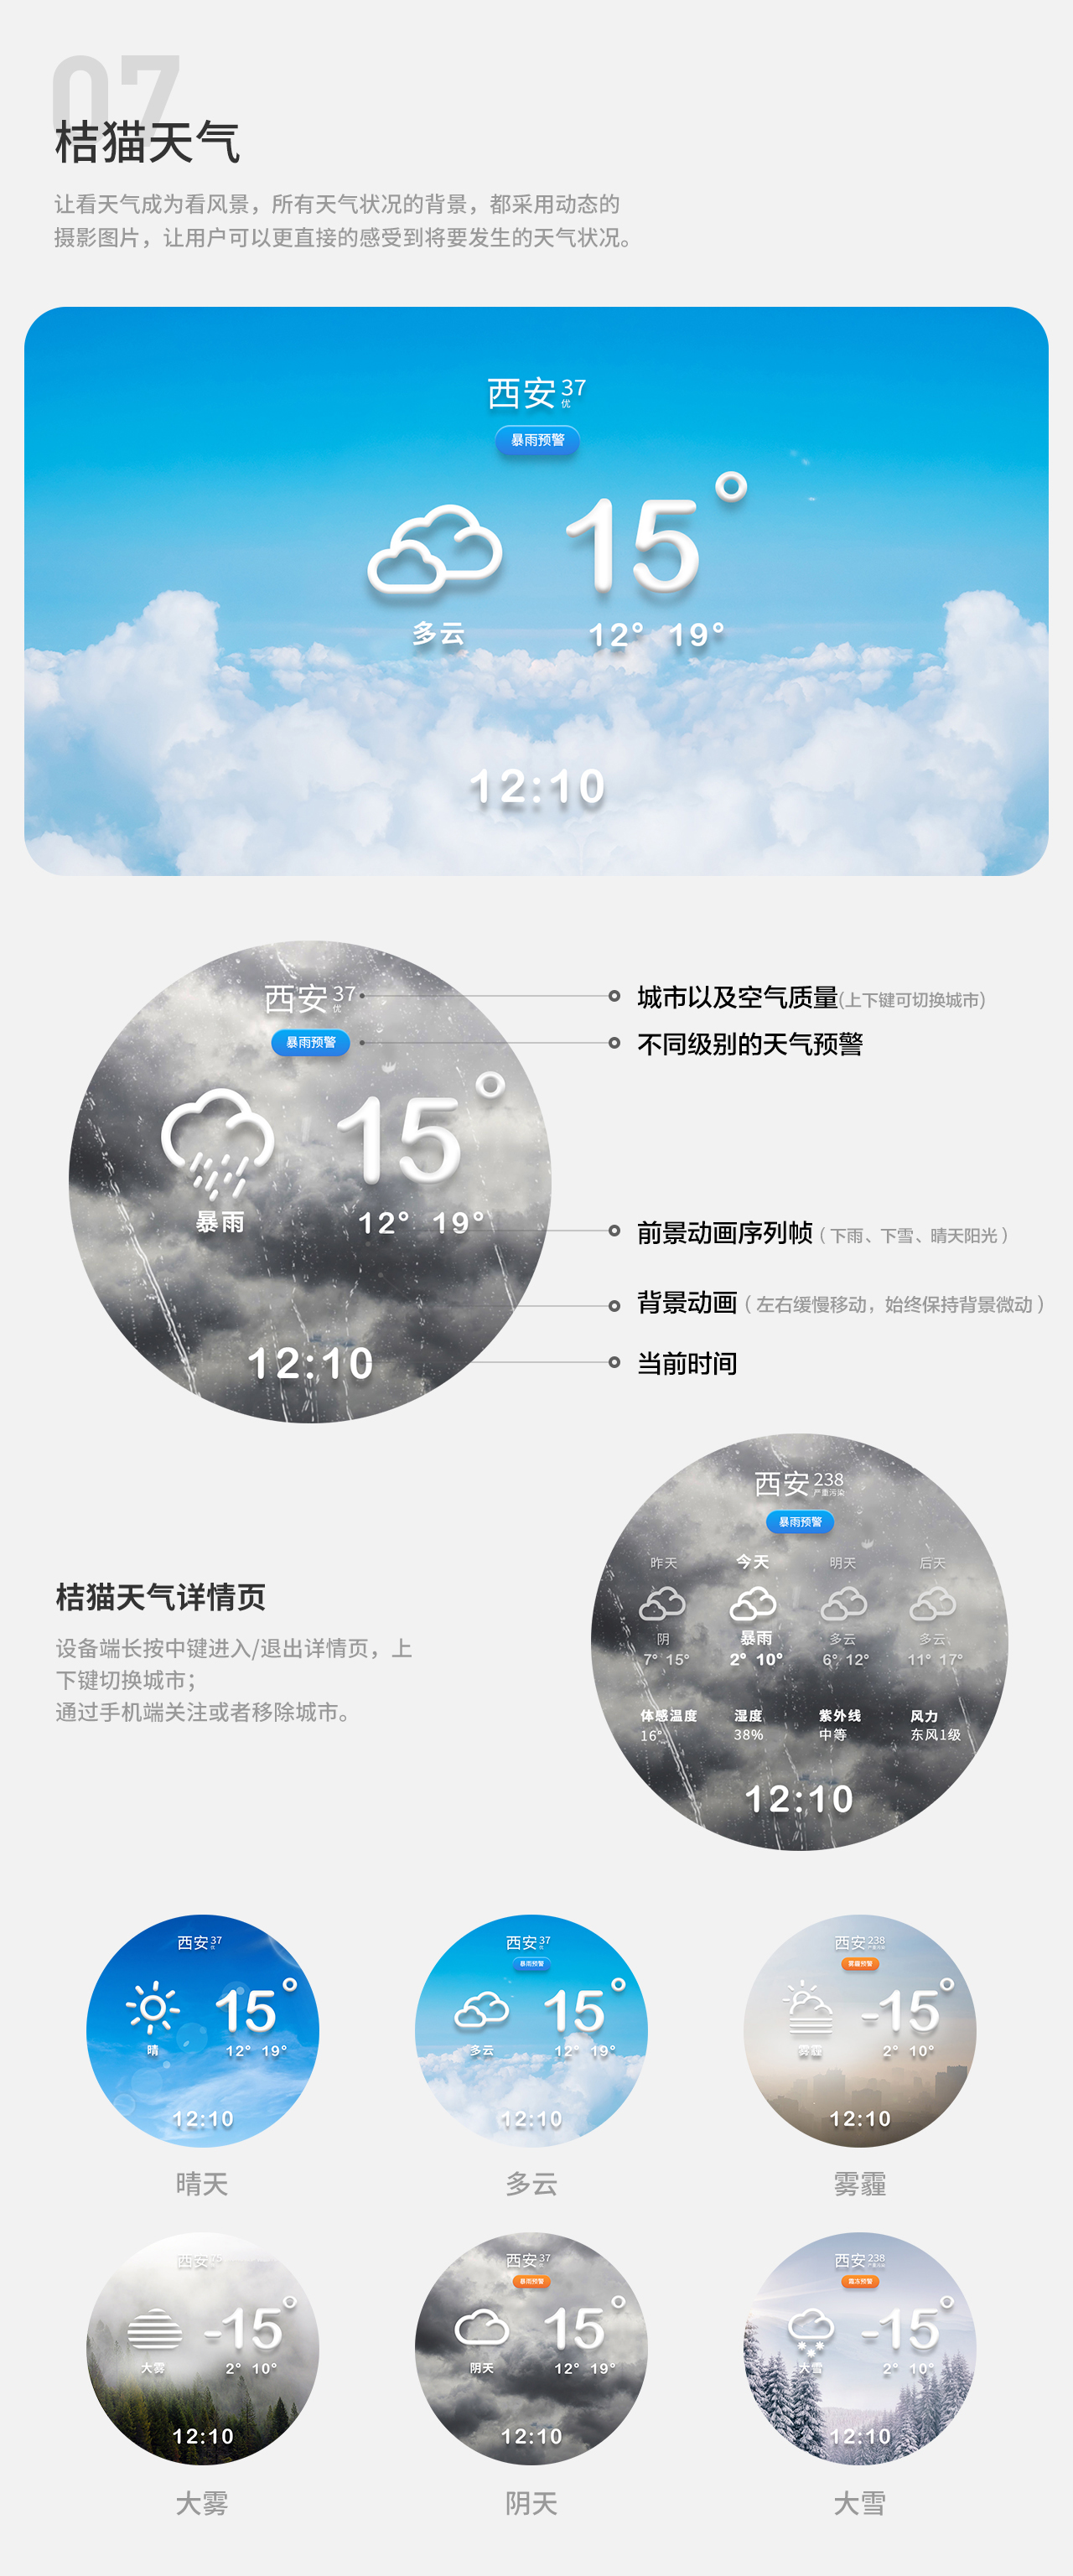 07
桔猫天气
让看天气成为看风景，所有天气状况的背景，都采用动态的
摄影图片，让用户可以更直接的感受到将要发生的天气状况。
西安 37
优
暴雨预警
15°
多云 12° 19°
12:10
西安 37
优
城市以及空气质量(上下键可切换城市)
暴雨预警
不同级别的天气预警
15°
暴雨 12° 19°
前景动画序列帧（下雨、下雪、晴天阳光）
背景动画（左右缓慢移动，始终保持背景微动）
12:10
当前时间
桔猫天气详情页
设备端长按中键进入/退出详情页，上
下键切换城市；
通过手机端关注或者移除城市。
西安 238
严重污染
暴雨预警
昨天 今天 明天 后天
阴 暴雨 多云 多云
7° 15° 2° 10° 6° 12° 11° 17°
体感温度 湿度 紫外线 风力
16° 38% 中等 东风1级
12:10
西安 37
优
15°
晴 12° 19°
12:10
晴天
西安 37
优
暴雨预警
15°
多云 12° 19°
12:10
多云
西安 238
严重污染
雾霾预警
-15°
雾霾 2° 10°
12:10
雾霾
西安
-15°
大雾 2° 10°
12:10
大雾
西安 37
暴雨预警
15°
阴天 12° 19°
12:10
阴天
西安 238
严重污染
霜冻预警
-15°
大雪 2° 10°
12:10
大雪